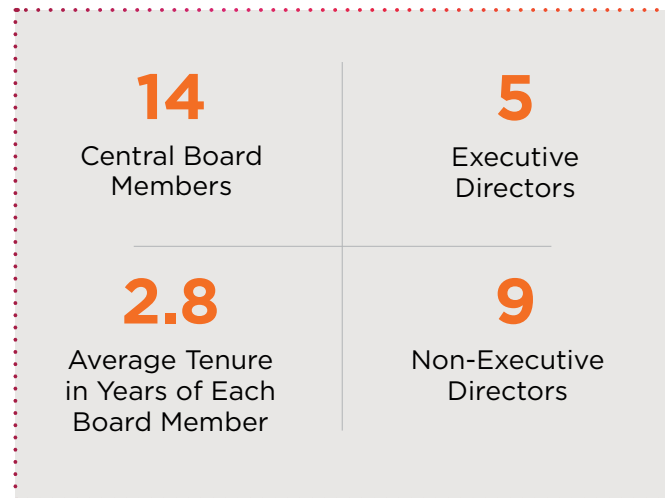 14
Central Board
Members
5
Executive
Directors
2.8
Average Tenure
in Years of Each
Board Member
9
Non-Executive
Directors